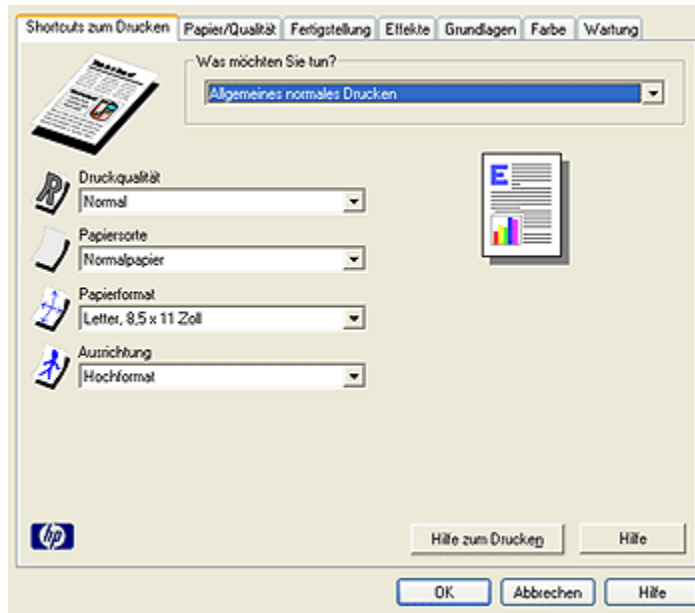 Shortcuts zum Drucken Papier/Qualität Fertigstellung Effekte Grundlagen Farbe Wartung
Was möchten Sie tun?
Allgemeines normales Drucken
Druckqualität
Normal
Papiersorte
Normalpapier
Papierformat
Letter, 8,5 x 11 Zoll
Ausrichtung
Hochformat
hp
Hilfe zum Drucken Hilfe
OK Abbrechen Hilfe